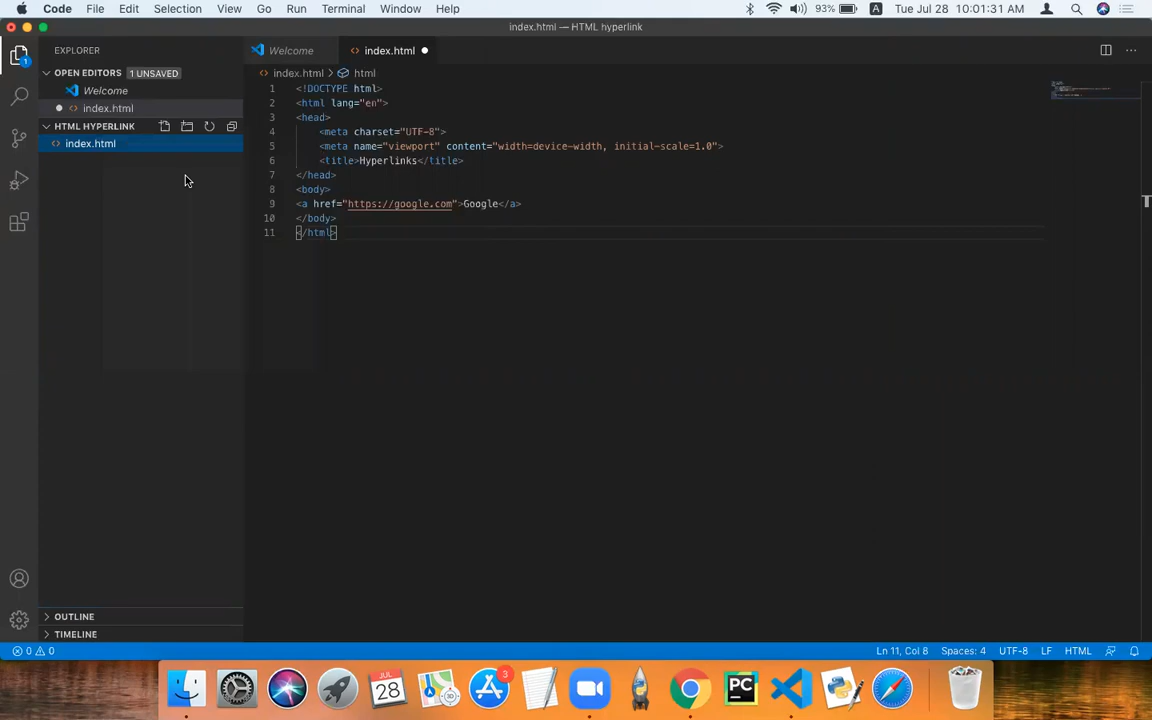 Code File Edit Selection View Go Run Terminal Window Help 93% A Tue Jul 28 10:01:31 AM
index.html — HTML hyperlink
EXPLORER
Welcome
index.html
OPEN EDITORS 1 UNSAVED
Welcome
index.html
HTML HYPERLINK
index.html
1
index.html > html
1 <!DOCTYPE html>
2 <html lang="en">
3 <head>
4 <meta charset="UTF-8">
5 <meta name="viewport" content="width=device-width, initial-scale=1.0">
6 <title>Hyperlinks</title>
7 </head>
8 <body>
9 <a href="https://google.com">Google</a>
10 </body>
11 </html>
OUTLINE
TIMELINE
0 0
Ln 11, Col 8 Spaces: 4 UTF-8 LF HTML
JUL
28
3D
3
PC